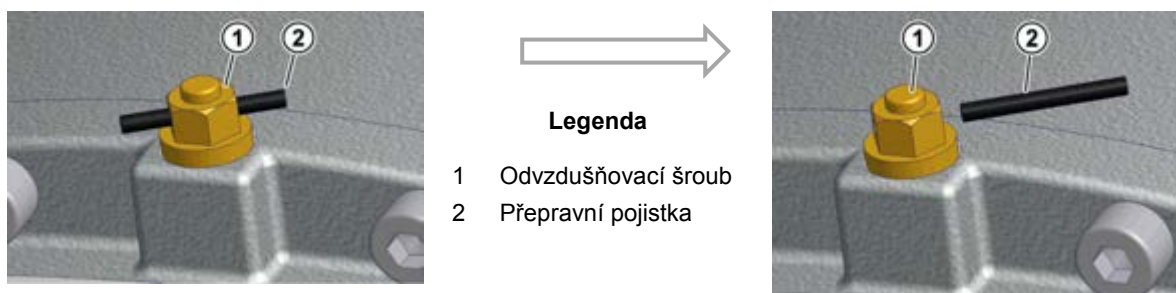 1 2
Legenda
1 Odvzdušňovací šroub
2 Přepravní pojistka
1 2